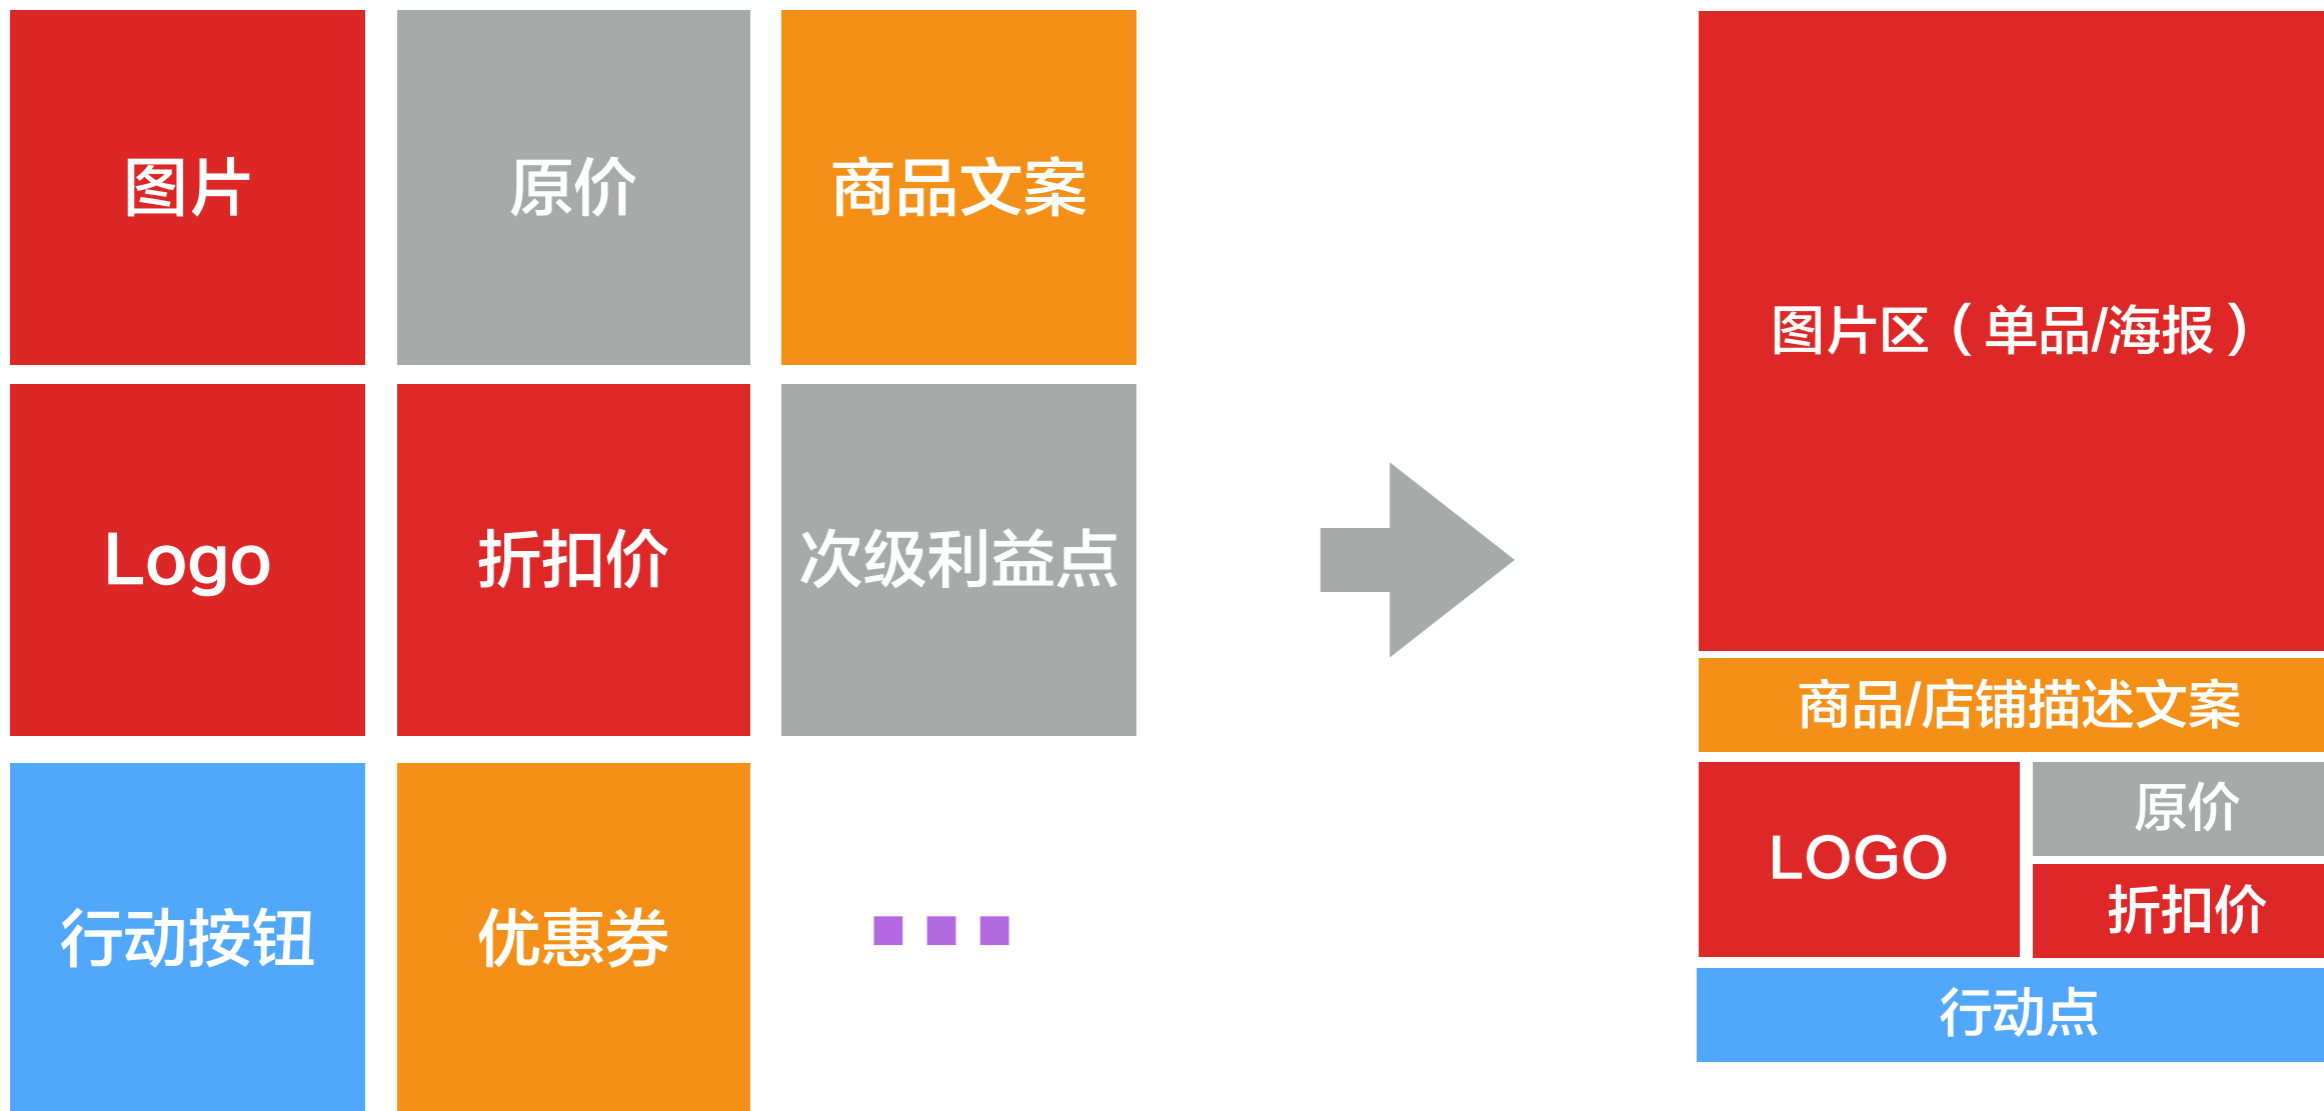 图片
原价
商品文案
Logo
折扣价
次级利益点
行动按钮
优惠券
图片区（单品/海报）
商品/店铺描述文案
LOGO
原价
折扣价
行动点